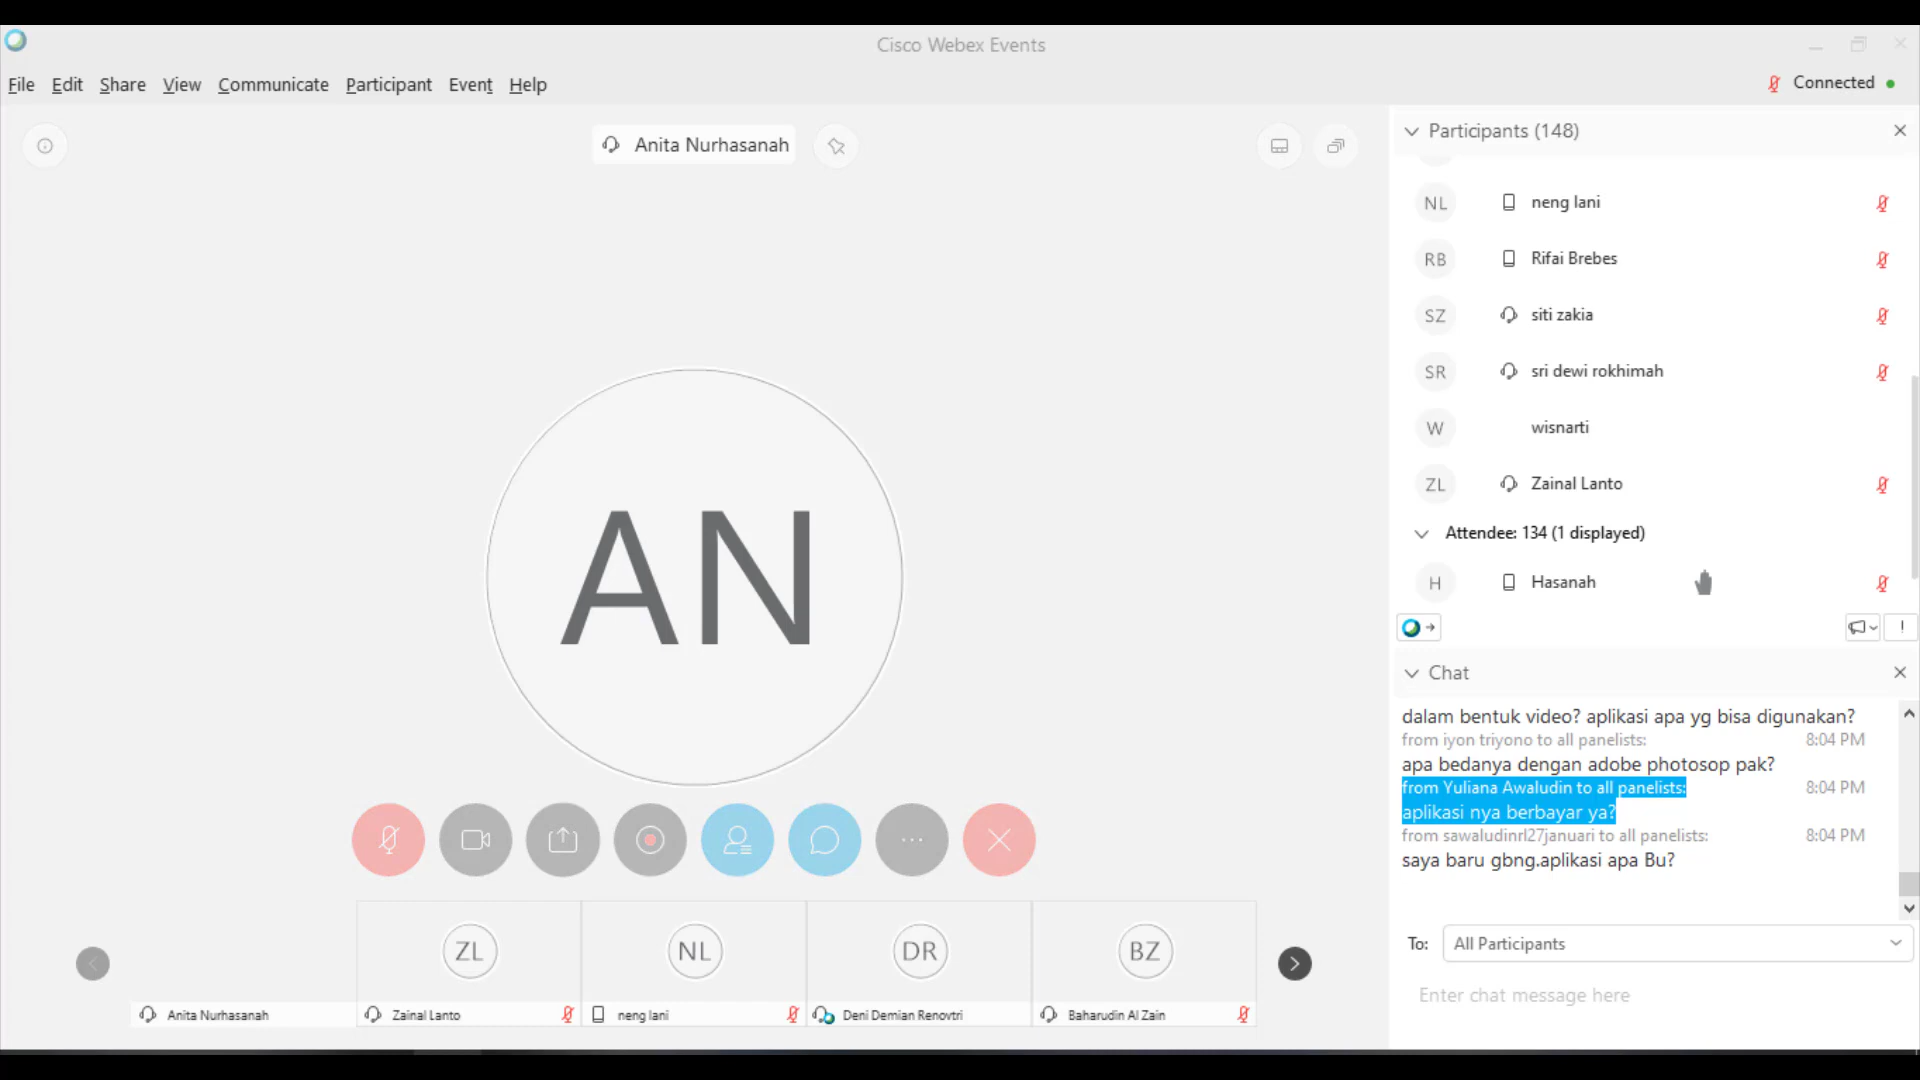 Cisco Webex Events
File Edit Share View Communicate Participant Event Help
Connected
Anita Nurhasanah
AN
ZL
NL
DR
BZ
Anita Nurhasanah
Zainal Lanto
neng lani
Deni Demian Renovtri
Baharudin Al Zain
Participants (148)
NL neng lani
RB Rifai Brebes
SZ siti zakia
SR sri dewi rokhimah
W wisnarti
ZL Zainal Lanto
Attendee: 134 (1 displayed)
H Hasanah
Chat
dalam bentuk video? aplikasi apa yg bisa digunakan?
from iyon triyono to all panelists: 8:04 PM
apa bedanya dengan adobe photosop pak?
from Yuliana Awaludin to all panelists: 8:04 PM
aplikasi nya berbayar ya?
from sawaludinrl27januari to all panelists: 8:04 PM
saya baru gbng.aplikasi apa Bu?
To: All Participants
Enter chat message here